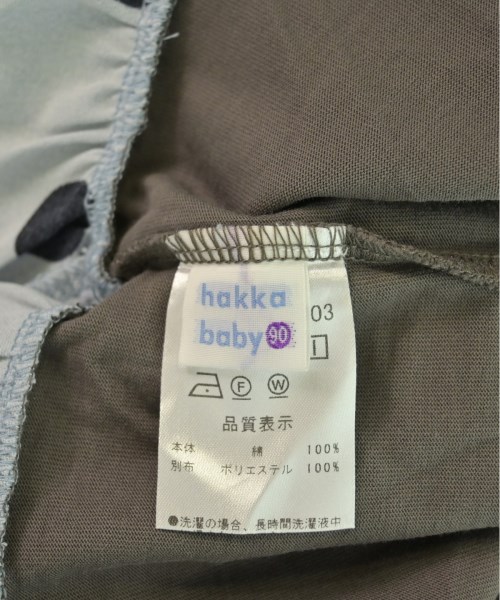 hakka
baby 90
03
F W
品質表示
本体 綿 100%
別布 ポリエステル 100%
●洗濯の場合、長時間洗濯液中